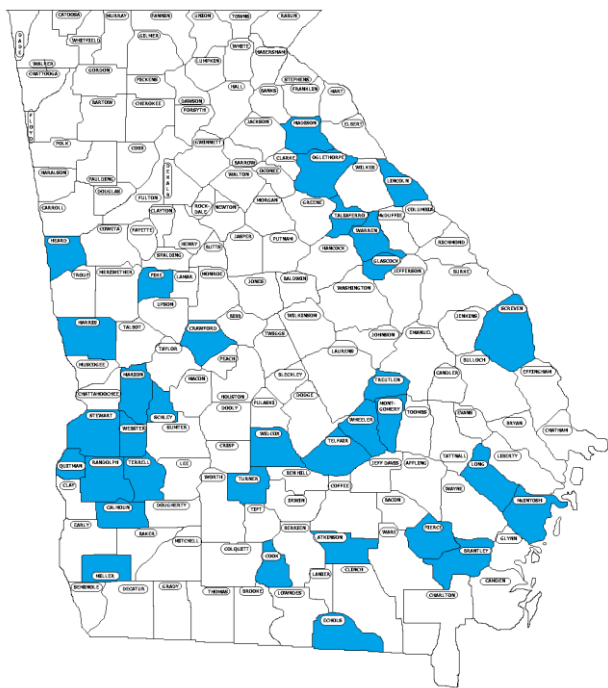 CATOOSA
MURRAY
FANNIN
UNION
TOWNS
RABUN
DADE
WHITFIELD
GILMER
WHITE
HABERSHAM
WALKER
LUMPKIN
CHATTOOGA
GORDON
PICKENS
STEPHENS
HALL
BANKS
FRANKLIN
HART
BARTOW
CHEROKEE
DAWSON
FORSYTH
FLOYD
JACKSON
MADISON
ELBERT
POLK
COBB
GWINNETT
BARROW
CLARKE
OGLETHORPE
HARALSON
PAULDING
DEKALB
WALTON
OCONEE
WILKES
DOUGLAS
LINCOLN
CARROLL
FULTON
CLAYTON
ROCK-
DALE
NEWTON
MORGAN
GREENE
TALIAFERRO
McDUFFIE
COLUMBIA
COWETA
FAYETTE
HENRY
BUTTS
JASPER
PUTNAM
HANCOCK
WARREN
RICHMOND
HEARD
SPALDING
GLASCOCK
TROUP
MERIWETHER
PIKE
LAMAR
MONROE
JONES
BALDWIN
JEFFERSON
BURKE
WASHINGTON
UPSON
SCREVEN
HARRIS
TALBOT
CRAWFORD
BIBB
WILKINSON
JOHNSON
EMANUEL
JENKINS
TWIGGS
TAYLOR
PEACH
LAURENS
MUSCOGEE
BULLOCH
EFFINGHAM
MARION
MACON
BLECKLEY
TREUTLEN
CANDLER
CHATTAHOOCHEE
HOUSTON
DOOLY
PULASKI
DODGE
MONT-
GOMERY
TOOMBS
EVANS
STEWART
WEBSTER
SCHLEY
SUMTER
WHEELER
BRYAN
CHATHAM
CRISP
WILCOX
TELFAIR
TATTNALL
LIBERTY
QUITMAN
RANDOLPH
TERRELL
LEE
BEN HILL
JEFF DAVIS
APPLING
LONG
CLAY
WORTH
TURNER
COFFEE
WAYNE
CALHOUN
DOUGHERTY
TIFT
IRWIN
BACON
McINTOSH
EARLY
BAKER
MITCHELL
BERRIEN
ATKINSON
WARE
PIERCE
GLYNN
COLQUITT
COOK
BRANTLEY
MILLER
LANIER
CLINCH
SEMINOLE
DECATUR
GRADY
THOMAS
BROOKS
LOWNDES
CHARLTON
CAMDEN
ECHOLS